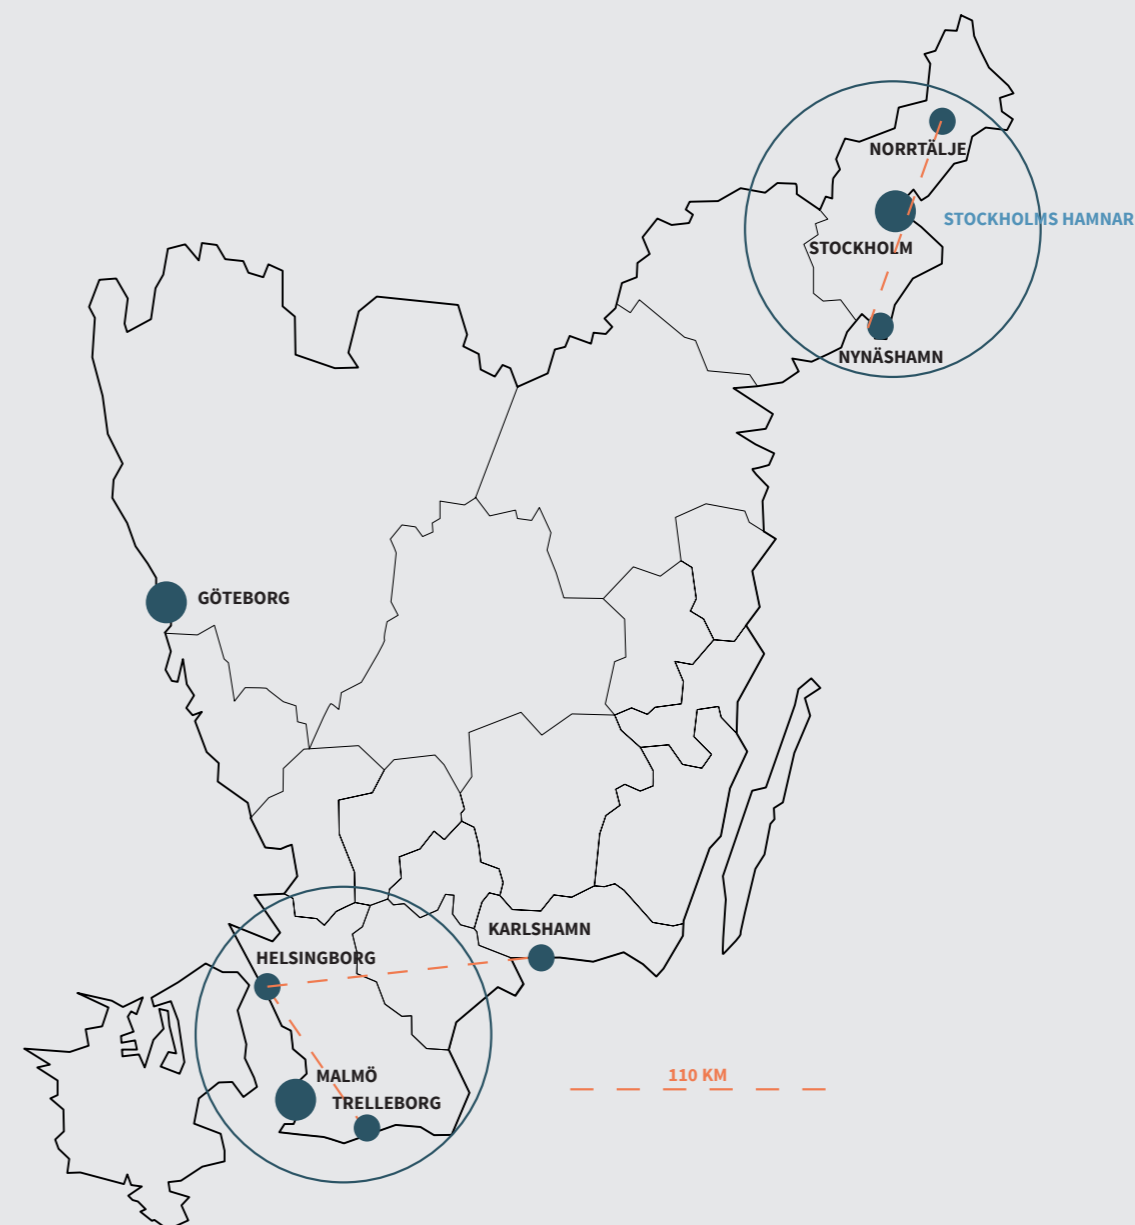 NORRTÄLJE
STOCKHOLMS HAMNAR
STOCKHOLM
NYNÄSHAMN
GÖTEBORG
KARLSHAMN
HELSINGBORG
MALMÖ
110 KM
TRELLEBORG